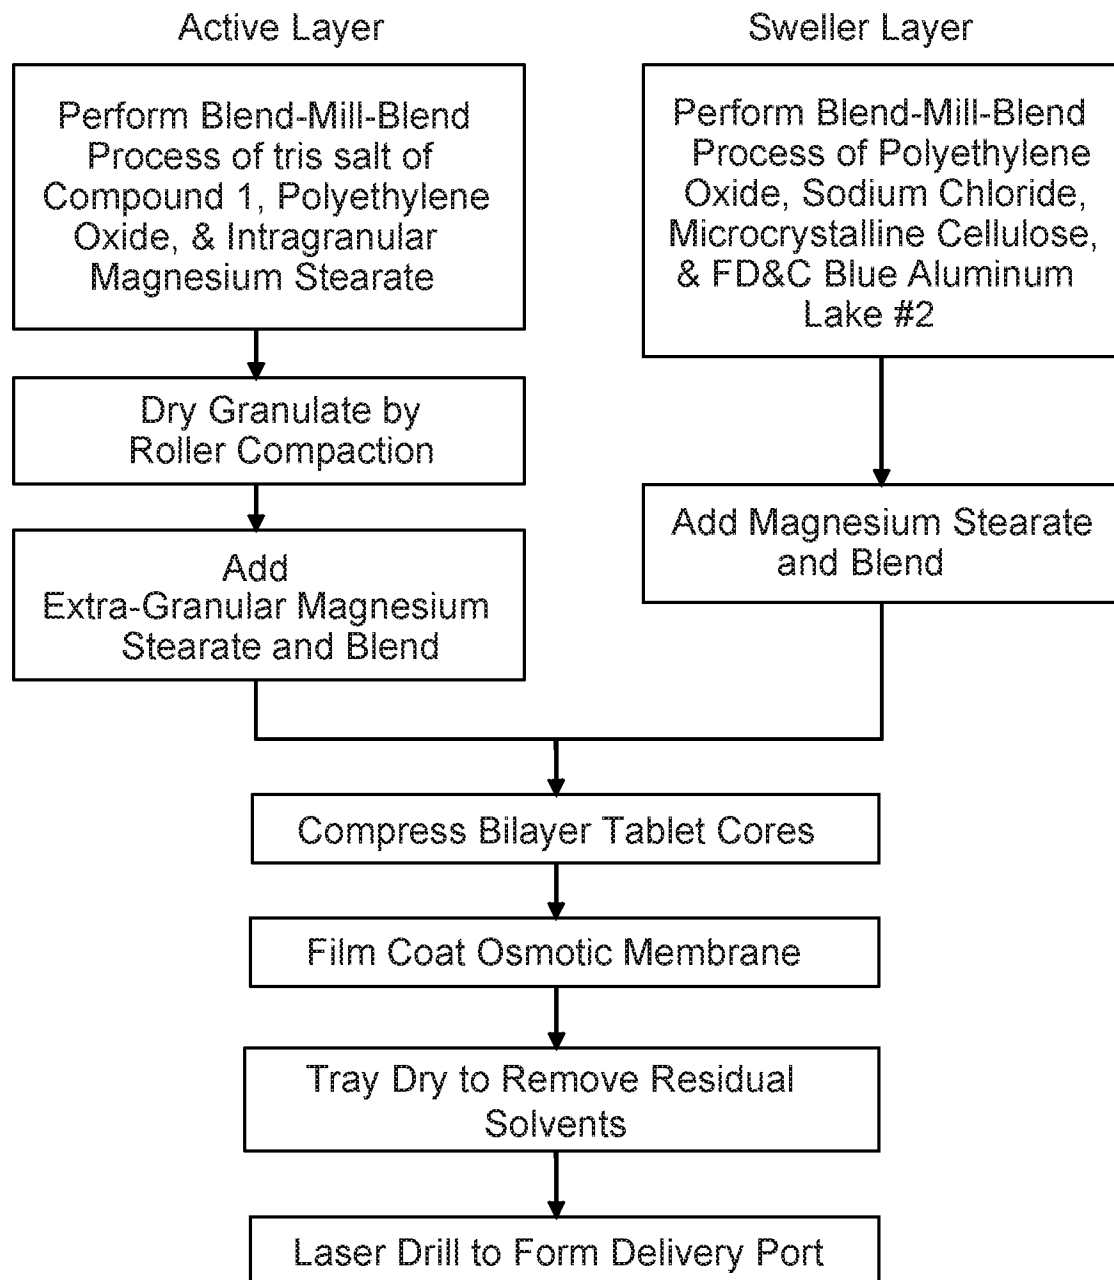 Active Layer
Perform Blend-Mill-Blend
Process of tris salt of
Compound 1, Polyethylene
Oxide, & Intragranular
Magnesium Stearate
Dry Granulate by
Roller Compaction
Add
Extra-Granular Magnesium
Stearate and Blend
Sweller Layer
Perform Blend-Mill-Blend
Process of Polyethylene
Oxide, Sodium Chloride,
Microcrystalline Cellulose,
& FD&C Blue Aluminum
Lake #2
Add Magnesium Stearate
and Blend
Compress Bilayer Tablet Cores
Film Coat Osmotic Membrane
Tray Dry to Remove Residual
Solvents
Laser Drill to Form Delivery Port